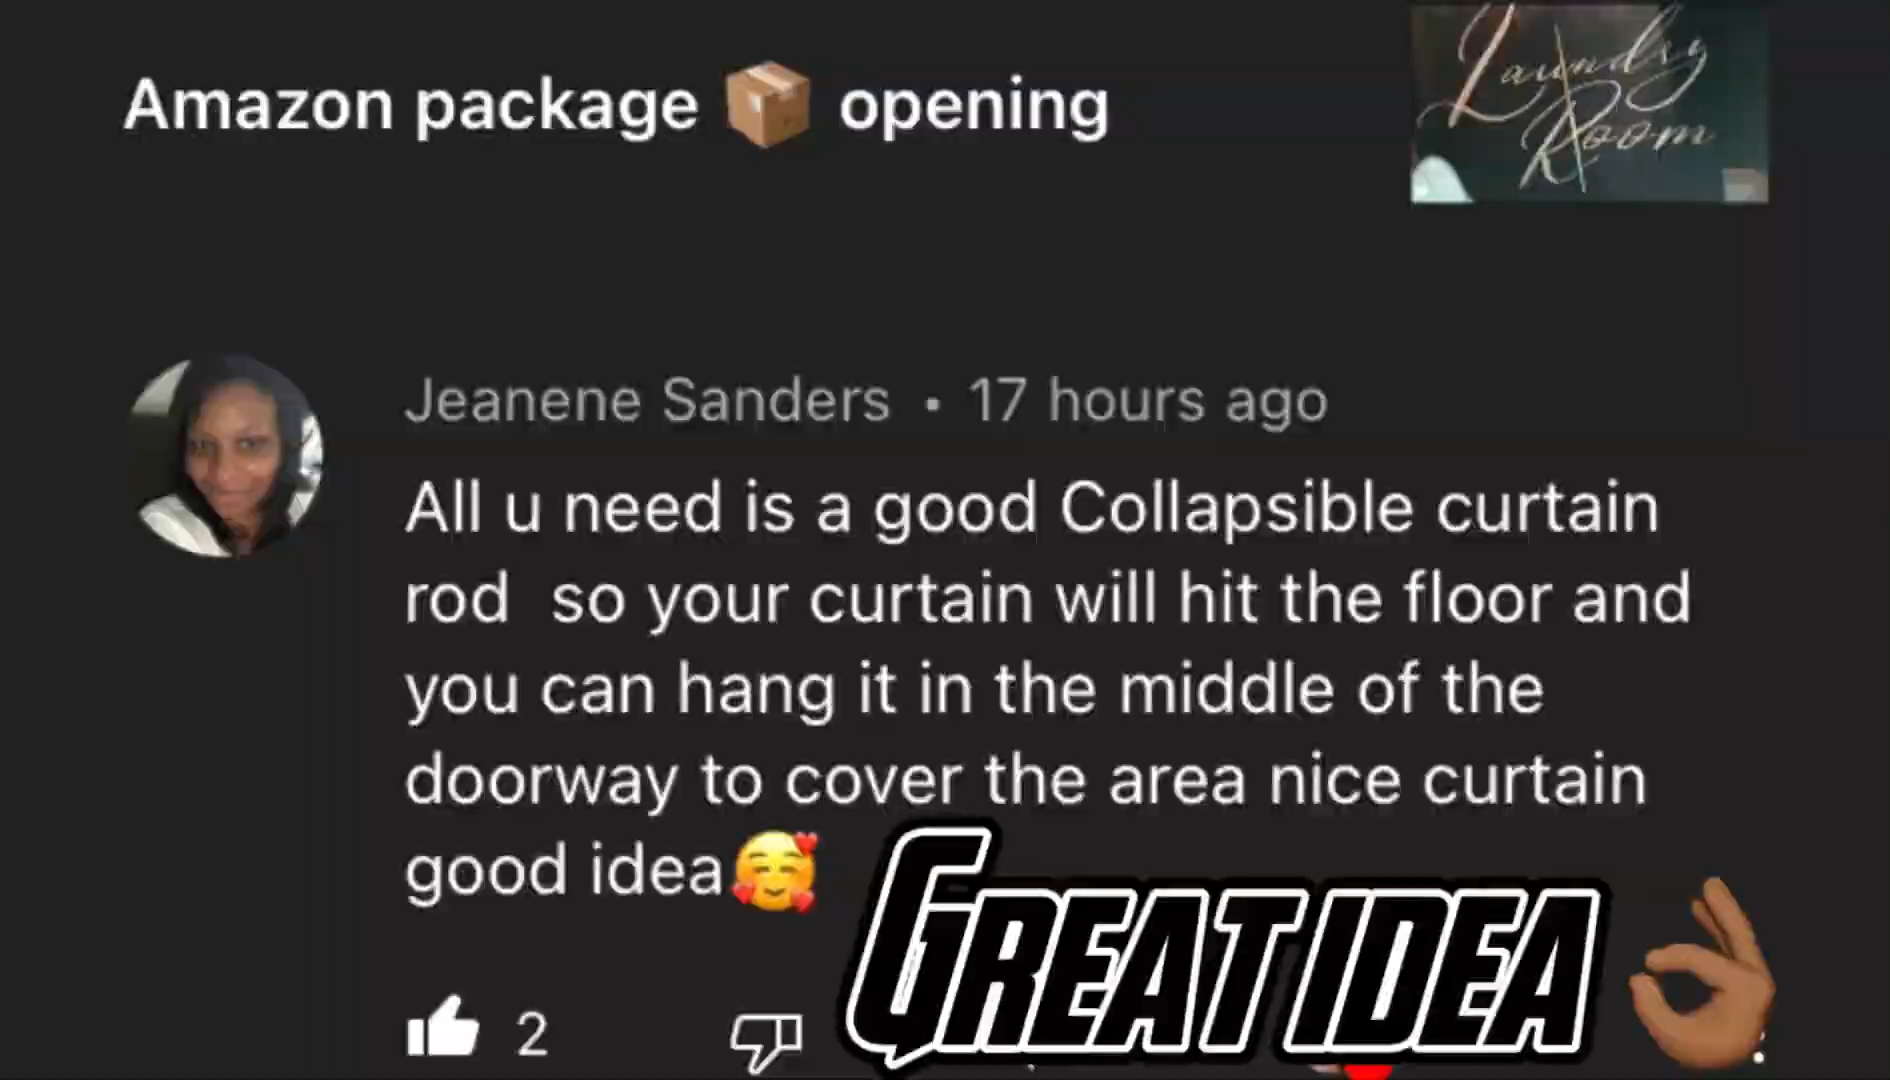 Amazon package 📦 opening
Laundry
Room
Jeanene Sanders • 17 hours ago
All u need is a good Collapsible curtain
rod  so your curtain will hit the floor and
you can hang it in the middle of the
doorway to cover the area nice curtain
good idea🥰
GREAT IDEA👌🏾
2